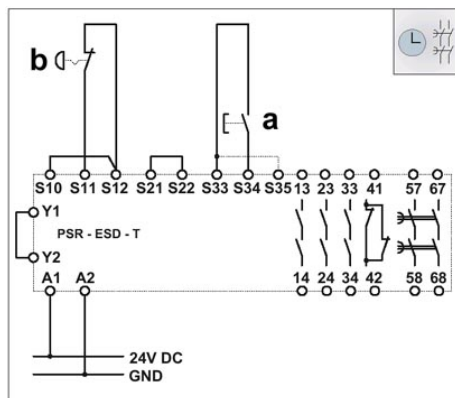 b
a
S10 S11 S12 S21 S22 S33 S34 S35 13 23 33 41 57 67
Y1
PSR - ESD - T
Y2
A1 A2 14 24 34 42 58 68
24V DC
GND